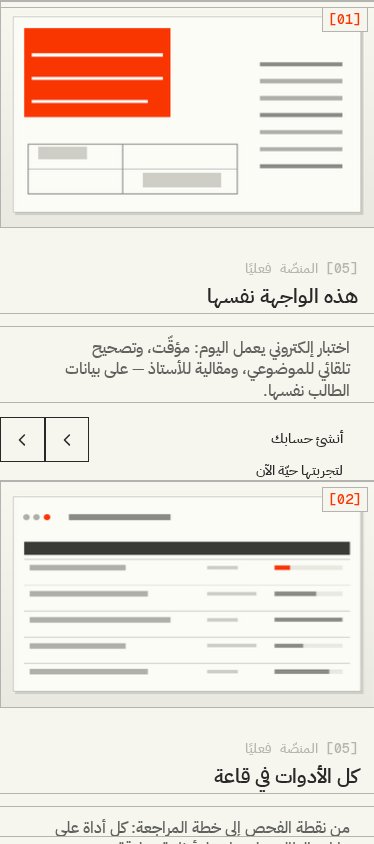 [01]
[05] المنصّة فعليًا
هذه الواجهة نفسها
اختبار إلكتروني يعمل اليوم: مؤقّت، وتصحيح
تلقائي للموضوعي، ومقالية للأستاذ — على بيانات
الطالب نفسها.
أنشئ حسابك
لتجربتها حيّة الآن
[02]
[05] المنصّة فعليًا
كل الأدوات في قاعة
من نقطة الفحص إلى خطة المراجعة: كل أداة على